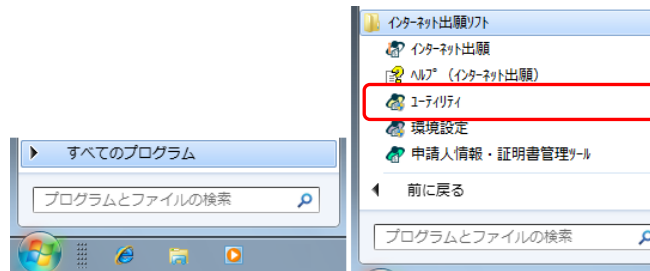 すべてのプログラム
プログラムとファイルの検索
インターネット出願ソフト
インターネット出願
ヘルプ (インターネット出願)
ユーティリティ
環境設定
申請人情報・証明書管理ツール
前に戻る
プログラムとファイルの検索